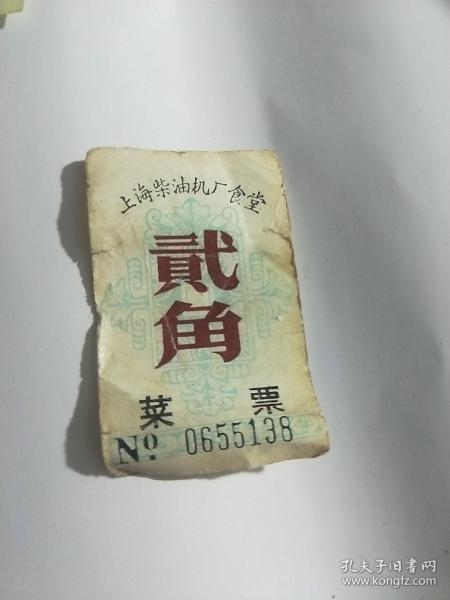 上海柴油机厂食堂
貳角
菜 票
No. 0655138
孔夫子旧书网
www.kongfz.com